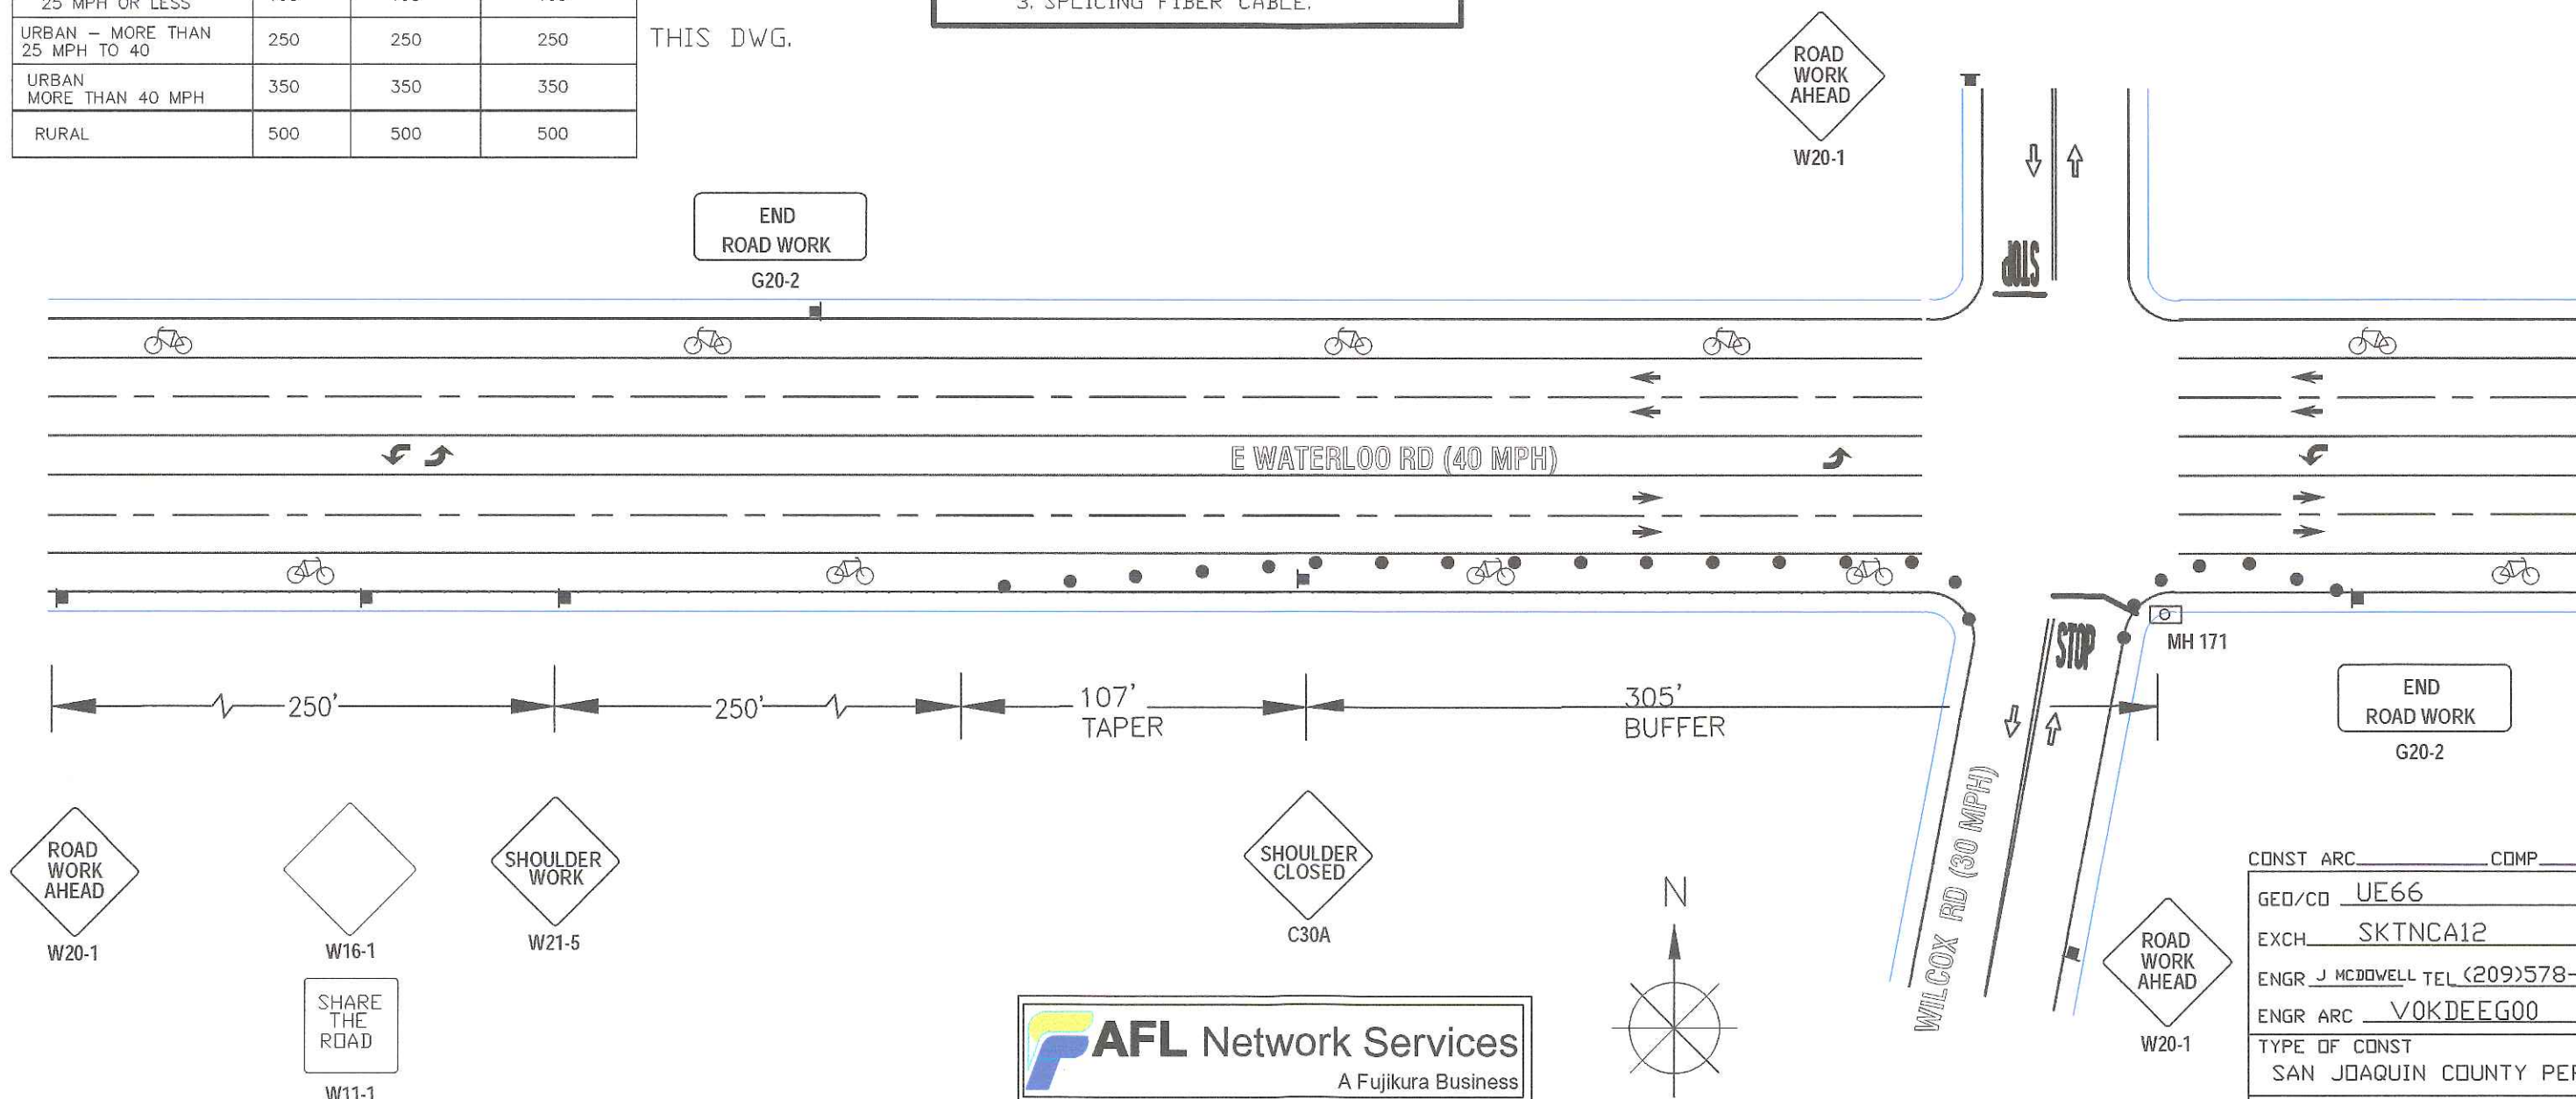 25 MPH OR LESS
URBAN – MORE THAN
25 MPH TO 40
250
250
250
URBAN
MORE THAN 40 MPH
350
350
350
RURAL
500
500
500
THIS DWG.
3. SPLICING FIBER CABLE.
ROAD
WORK
AHEAD
W20-1
END
ROAD WORK
G20-2
STOP
E WATERLOO RD (40 MPH)
STOP
MH 171
250'
250'
107'
TAPER
305'
BUFFER
END
ROAD WORK
G20-2
ROAD
WORK
AHEAD
W20-1
W16-1
SHARE
THE
ROAD
W11-1
SHOULDER
WORK
W21-5
SHOULDER
CLOSED
C30A
N
WILCOX RD (30 MPH)
ROAD
WORK
AHEAD
W20-1
AFL Network Services
A Fujikura Business
CONST ARC COMP
GEO/CO UE66
EXCH SKTNCA12
ENGR J MCDOWELL TEL (209)578-
ENGR ARC V0KDEEG00
TYPE OF CONST
SAN JOAQUIN COUNTY PER